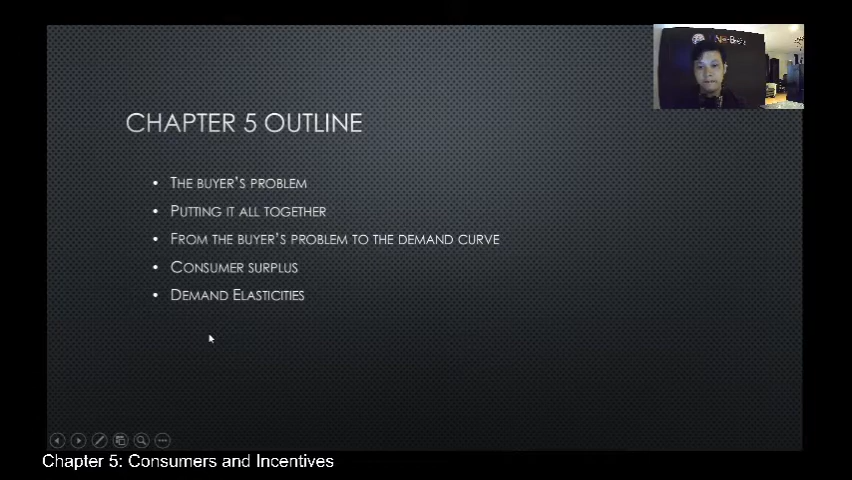 CHAPTER 5 OUTLINE
• THE BUYER'S PROBLEM
• PUTTING IT ALL TOGETHER
• FROM THE BUYER'S PROBLEM TO THE DEMAND CURVE
• CONSUMER SURPLUS
• DEMAND ELASTICITIES
Chapter 5: Consumers and Incentives